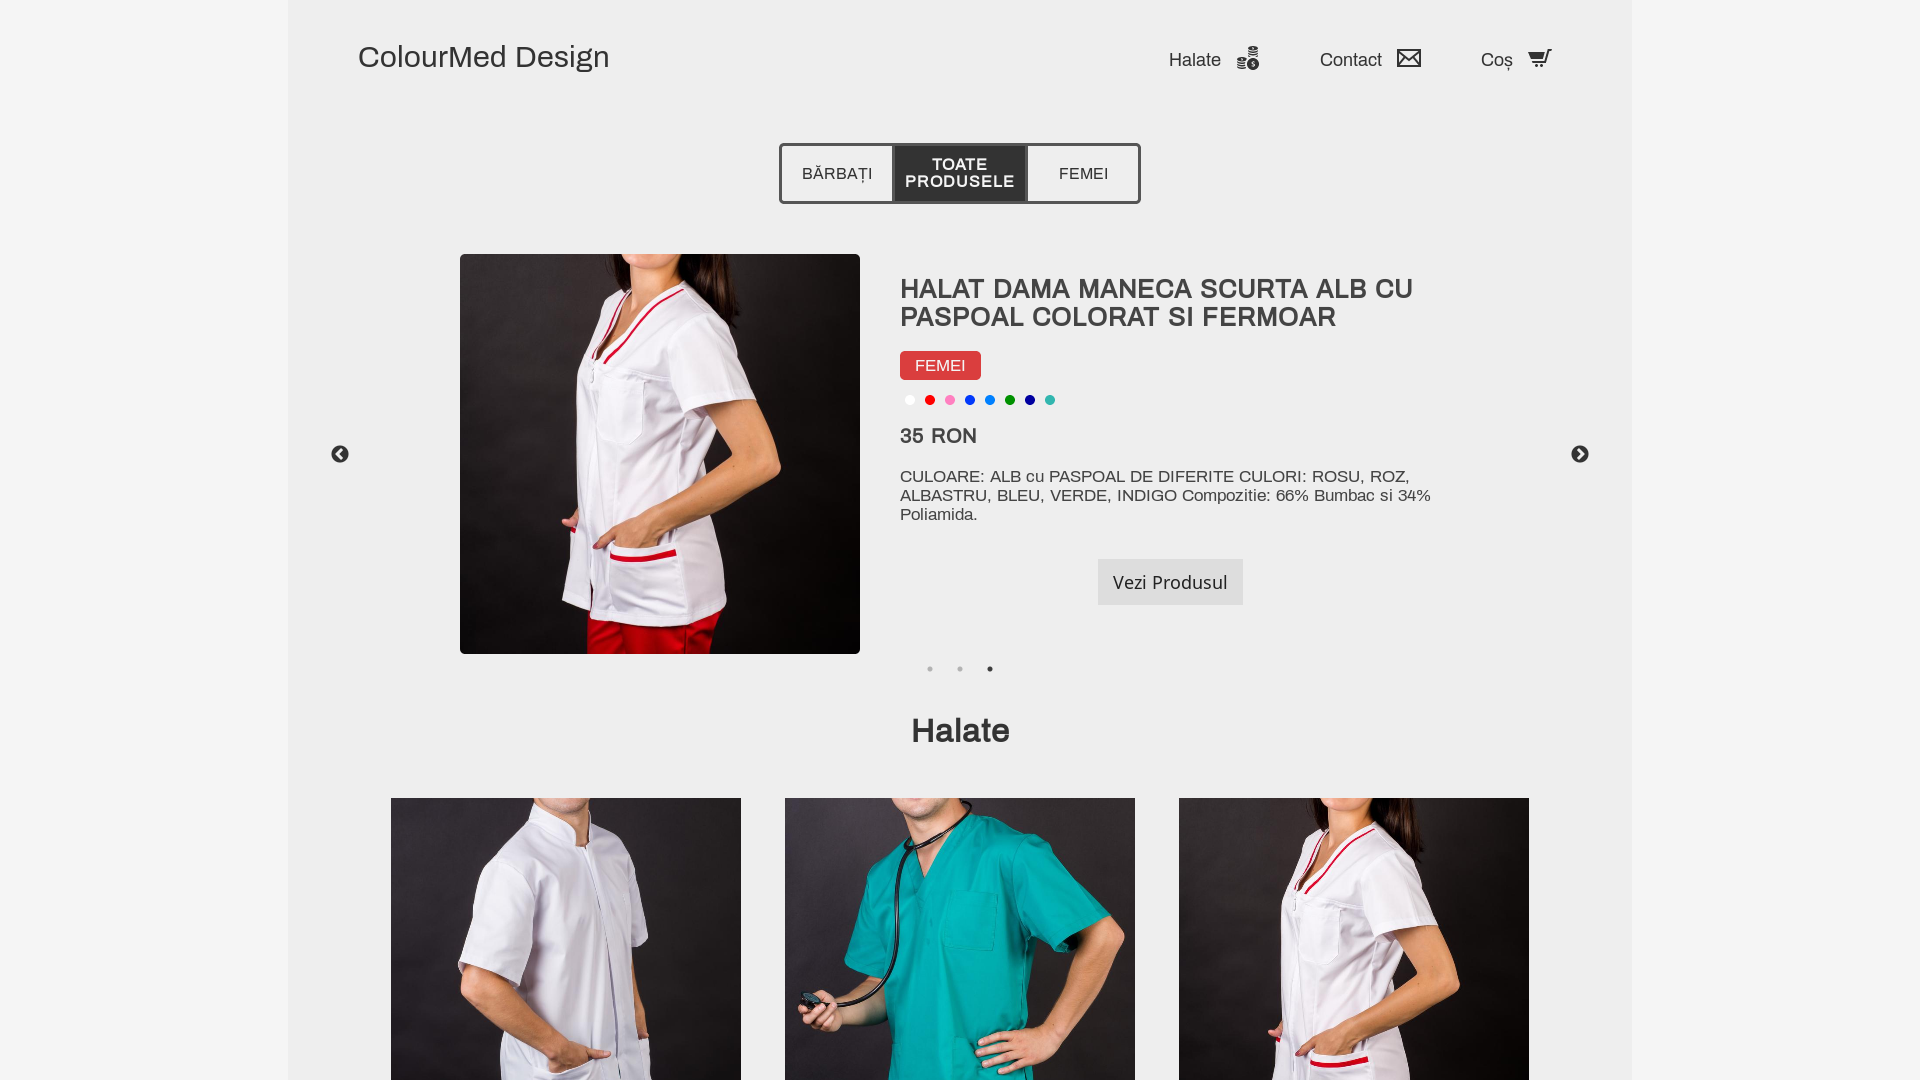 ColourMed Design
Halate
Contact
Coș
BĂRBAȚI
TOATE
PRODUSELE
FEMEI
HALAT DAMA MANECA SCURTA ALB CU
PASPOAL COLORAT SI FERMOAR
FEMEI
35 RON
CULOARE: ALB cu PASPOAL DE DIFERITE CULORI: ROSU, ROZ,
ALBASTRU, BLEU, VERDE, INDIGO Compozitie: 66% Bumbac si 34%
Poliamida.
Vezi Produsul
Halate